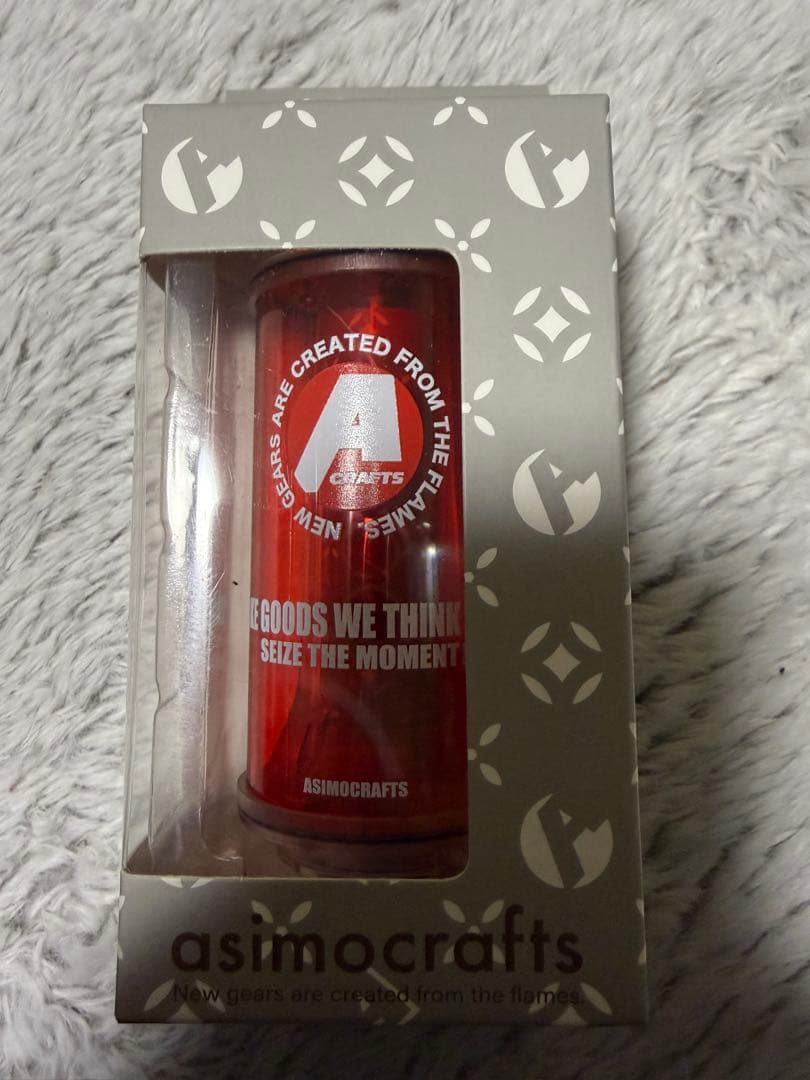 NEW GEARS ARE CREATED FROM THE FLAMES
A
CRAFTS
GOODS WE THINK
SEIZE THE MOMENT
ASIMOCRAFTS
asimocrafts
New gears are created from the flames.